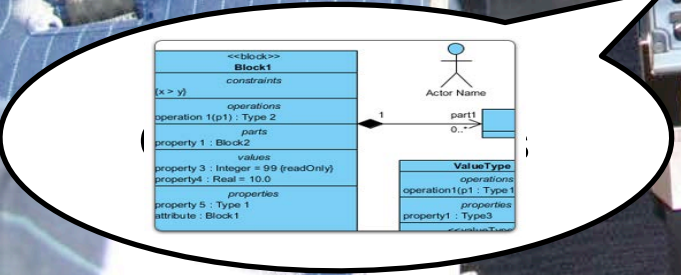 <<block>>
Block1
constraints
{x > y}
operations
operation 1(p1) : Type 2
parts
property 1 : Block2
values
property 3 : Integer = 99 {readOnly}
property4 : Real = 10.0
properties
property 5 : Type 1
attribute : Block1
Actor Name
1
part1
0..*
ValueType
operations
operation1(p1 : Type1
properties
property1 : Type3
<<valueType